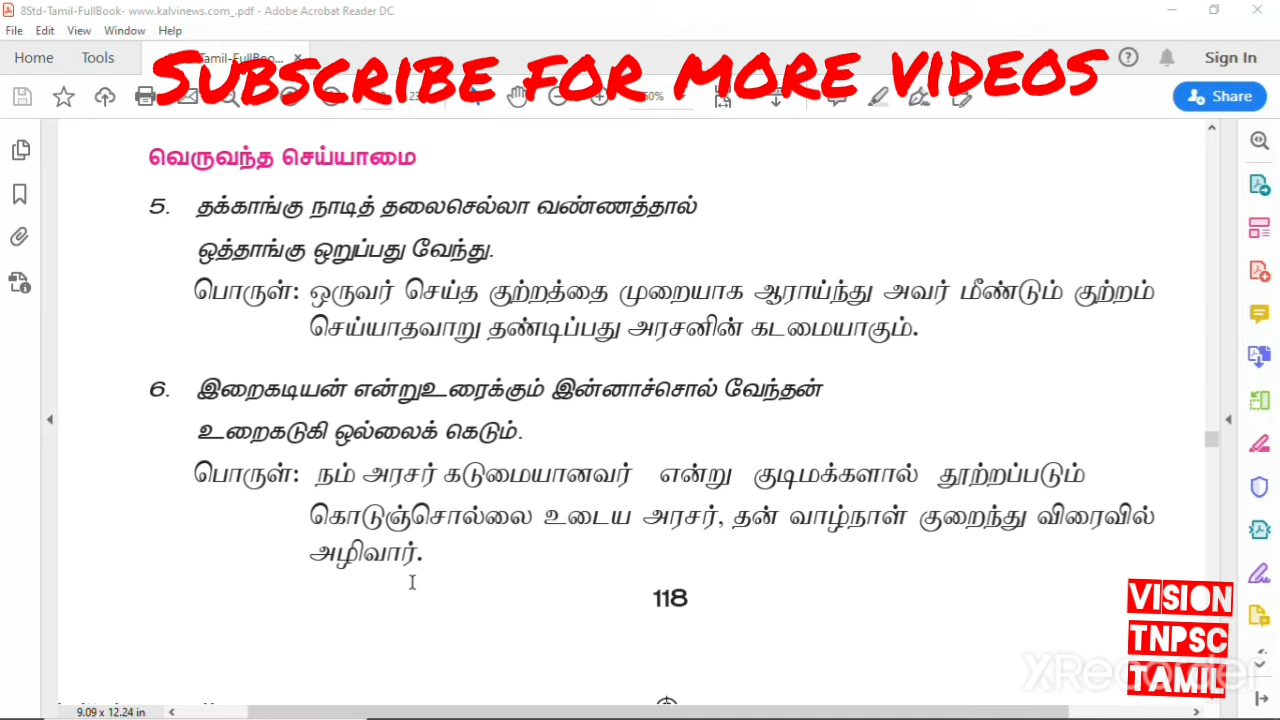 8Std-Tamil-FullBook- www.kalvinews.com_.pdf - Adobe Acrobat Reader DC
File Edit View Window Help
Home Tools Tamil-FullBoo... × Sign In
SUBSCRIBE FOR MORE VIDEOS
Share
வெருவந்த செய்யாமை
5. தக்காங்கு நாடித் தலைசெல்லா வண்ணத்தால்
ஒத்தாங்கு ஒறுப்பது வேந்து.
பொருள்: ஒருவர் செய்த குற்றத்தை முறையாக ஆராய்ந்து அவர் மீண்டும் குற்றம்
செய்யாதவாறு தண்டிப்பது அரசனின் கடமையாகும்.
6. இறைகடியன் என்றுஉரைக்கும் இன்னாச்சொல் வேந்தன்
உறைகடுகி ஒல்லைக் கெடும்.
பொருள்: நம் அரசர் கடுமையானவர் என்று குடிமக்களால் தூற்றப்படும்
கொடுஞ்சொல்லை உடைய அரசர், தன் வாழ்நாள் குறைந்து விரைவில்
அழிவார்.
118
VISION
TNPSC
TAMIL
XRecorder
9.09 x 12.24 in